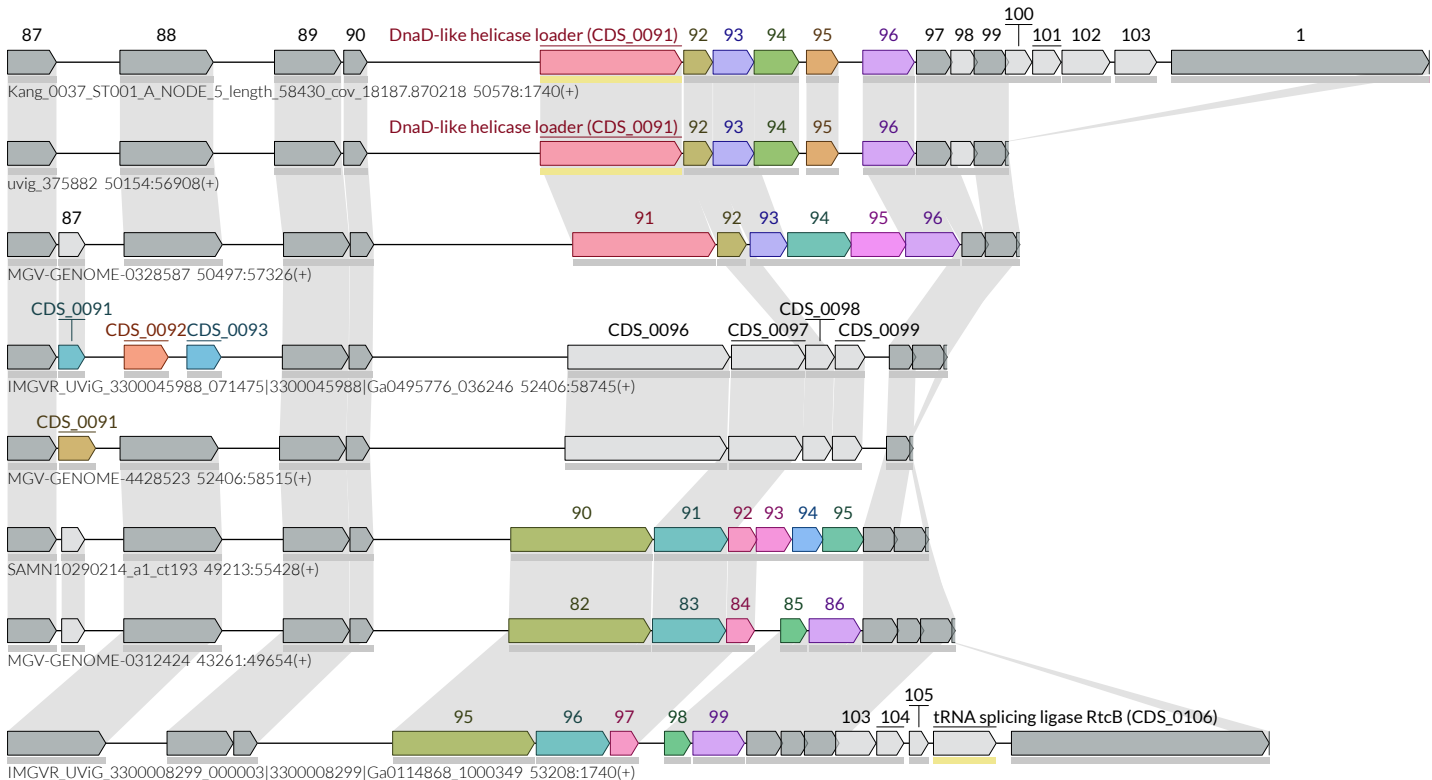 100
87 88 89 90 DnaD-like helicase loader (CDS_0091) 92 93 94 95 96 97 98 99 101 102 103 1
Kang_0037_ST001_A_NODE_5_length_58430_cov_18187.870218 50578:1740(+)
DnaD-like helicase loader (CDS_0091) 92 93 94 95 96
uvig_375882 50154:56908(+)
87 91 92 93 94 95 96
MGV-GENOME-0328587 50497:57326(+)
CDS_0091 CDS_0098
CDS_0092 CDS_0093 CDS_0096 CDS_0097 CDS_0099
IMGVR_UViG_3300045988_071475|3300045988|Ga0495776_036246 52406:58745(+)
CDS_0091
MGV-GENOME-4428523 52406:58515(+)
90 91 92 93 94 95
SAMN10290214_a1_ct193 49213:55428(+)
82 83 84 85 86
MGV-GENOME-0312424 43261:49654(+)
105
95 96 97 98 99 103 104 tRNA splicing ligase RtcB (CDS_0106)
IMGVR_UViG_3300008299_000003|3300008299|Ga0114868_1000349 53208:1740(+)